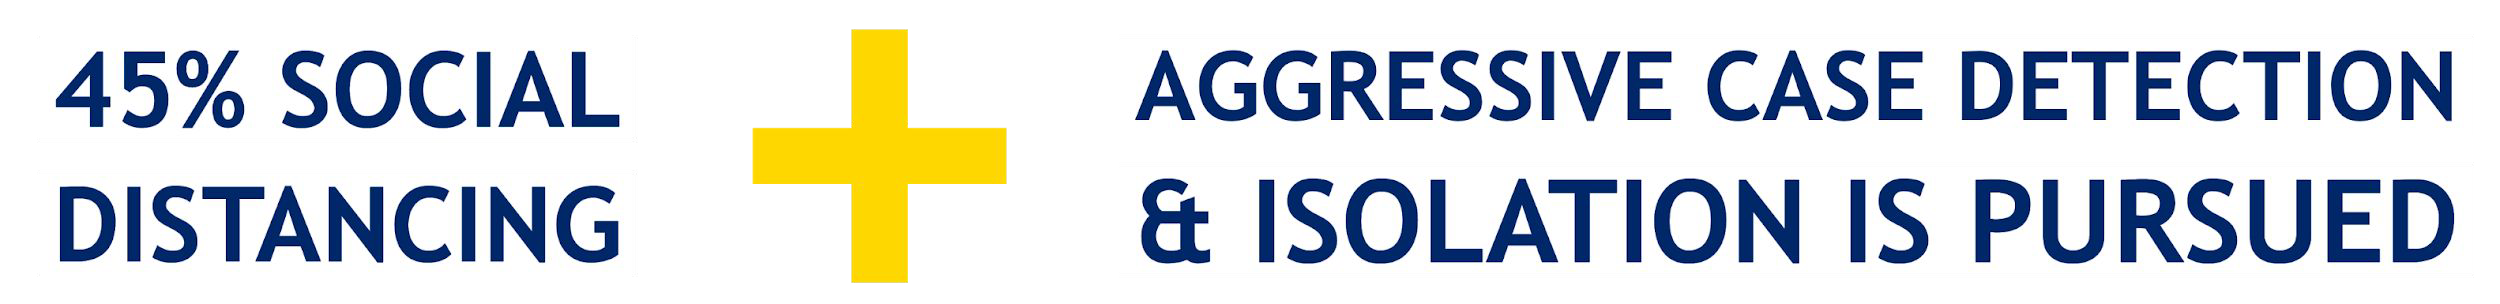 45% SOCIAL
DISTANCING
AGGRESSIVE CASE DETECTION
& ISOLATION IS PURSUED